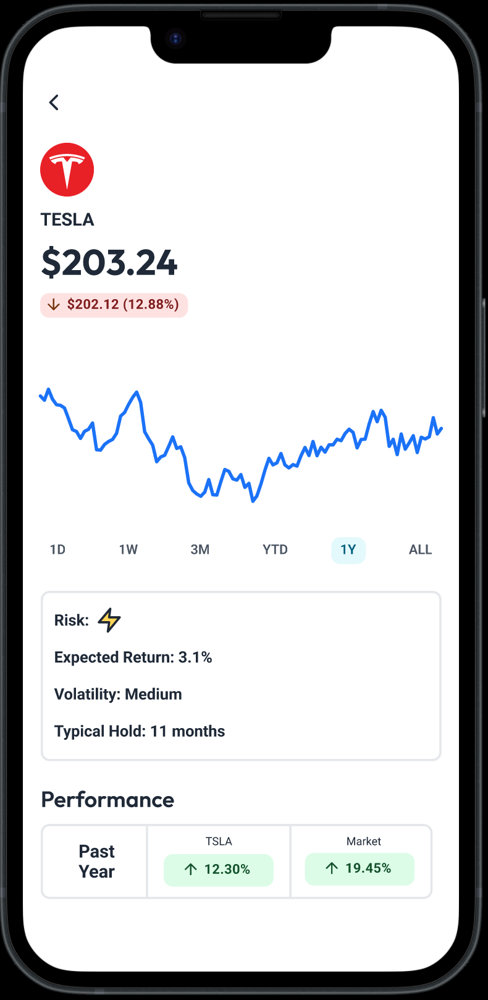 TESLA
$203.24
↓ $202.12 (12.88%)
1D 1W 3M YTD 1Y ALL
Risk:
Expected Return: 3.1%
Volatility: Medium
Typical Hold: 11 months
Performance
Past
Year
TSLA
↑ 12.30%
Market
↑ 19.45%